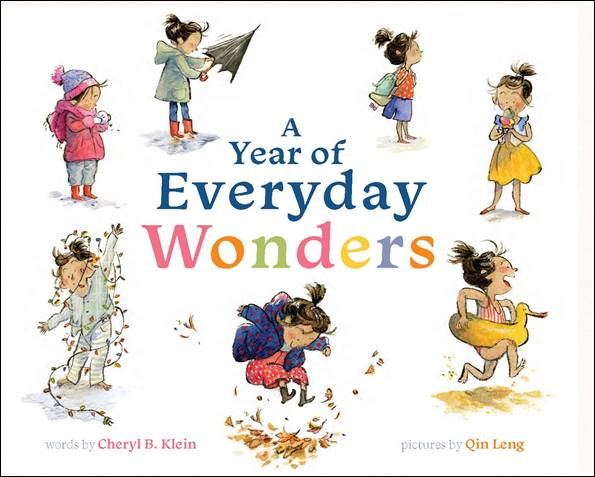 A
Year of
Everyday
Wonders
words by Cheryl B. Klein
pictures by Qin Leng